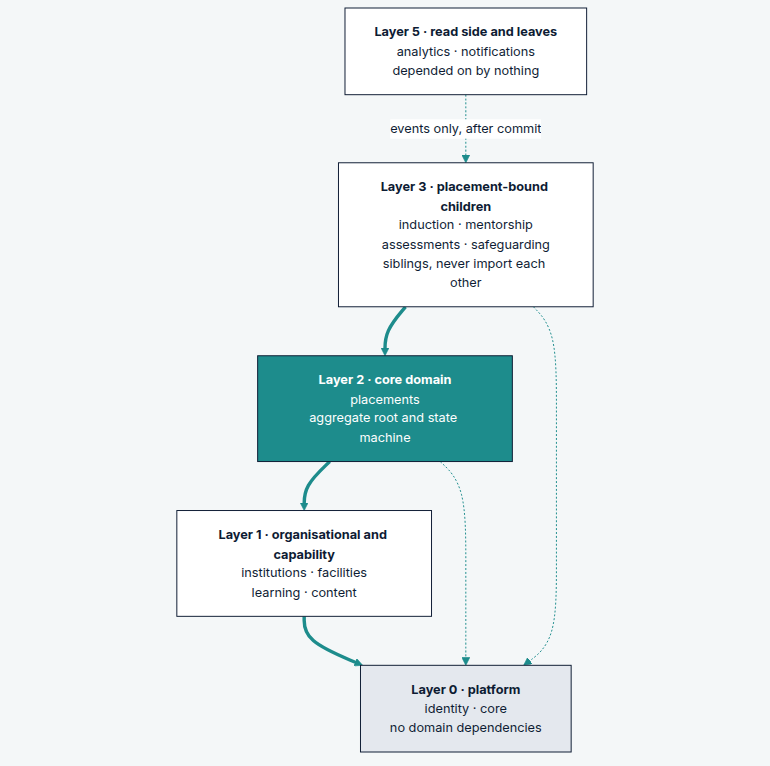 Layer 5 · read side and leaves
analytics · notifications
depended on by nothing
events only, after commit
Layer 3 · placement-bound
children
induction · mentorship
assessments · safeguarding
siblings, never import each
other
Layer 2 · core domain
placements
aggregate root and state
machine
Layer 1 · organisational and
capability
institutions · facilities
learning · content
Layer 0 · platform
identity · core
no domain dependencies